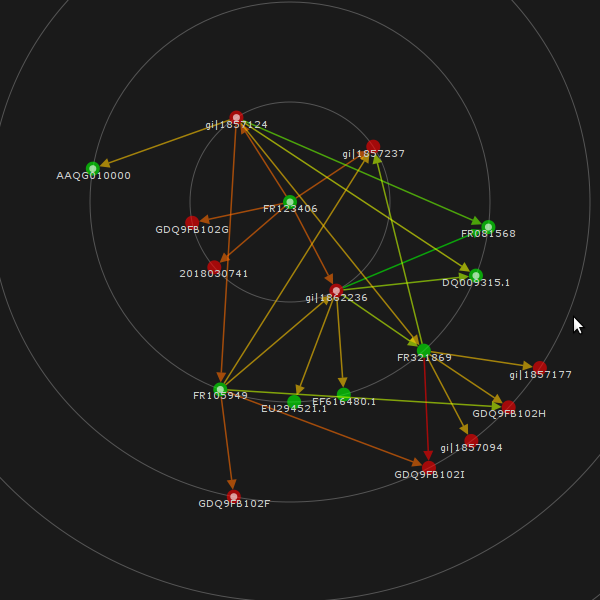 gi|1857124
gi|1857237
AAQG010000
FR123406
GDQ9FB102G
FR081568
2018030741
DQ009315.1
gi|1862236
FR321869
gi|1857177
FR105949
EF616480.1
EU294521.1
GDQ9FB102H
gi|1857094
GDQ9FB102I
GDQ9FB102F